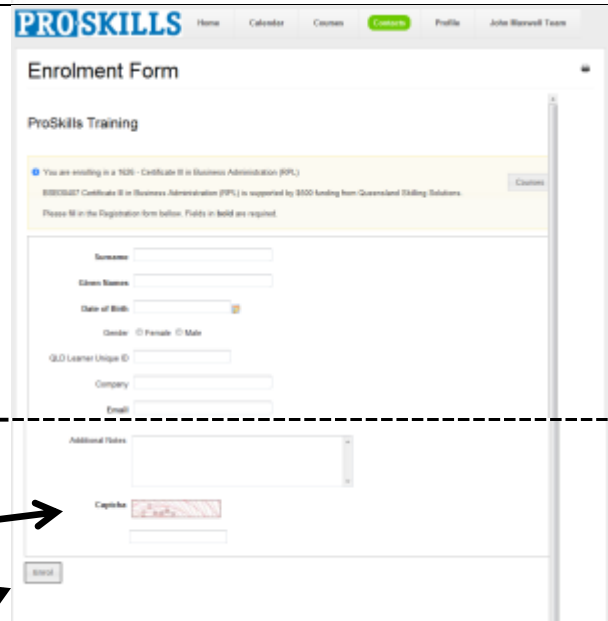 PROSKILLS Home Calendar Courses Contacts Profile John Maxwell Team
Enrolment Form
ProSkills Training
You are enrolling in a 1626 - Certificate III in Business Administration (RPL)
Courses
Certificate III in Business Administration (RPL) is supported by $500 funding from Queensland Skilling Solutions.
Please fill in the Registration form bellow. Fields in bold are required.
Surname
Given Names
Date of Birth
Gender Female Male
QLD Learner Unique ID
Company
Email
Additional Notes
Captcha
Enrol